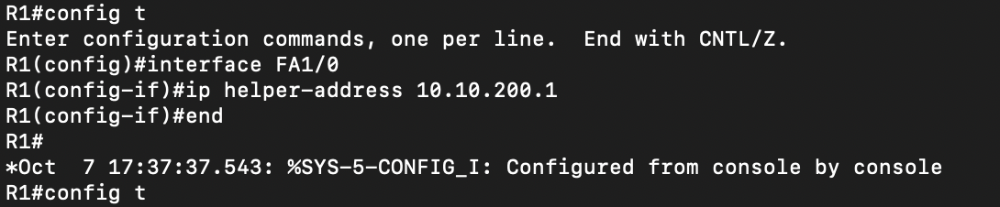 R1#config t
Enter configuration commands, one per line.  End with CNTL/Z.
R1(config)#interface FA1/0
R1(config-if)#ip helper-address 10.10.200.1
R1(config-if)#end
R1#
*Oct  7 17:37:37.543: %SYS-5-CONFIG_I: Configured from console by console
R1#config t